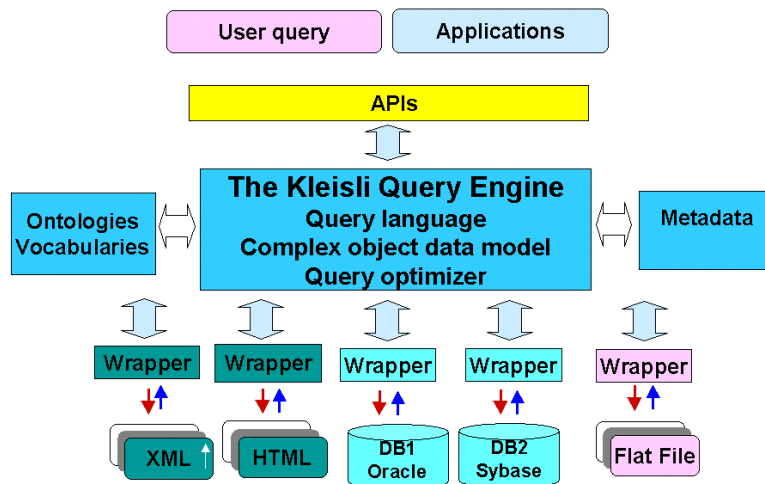 User query
Applications
APIs
The Kleisli Query Engine
Query language
Complex object data model
Query optimizer
Ontologies
Vocabularies
Metadata
Wrapper
Wrapper
Wrapper
Wrapper
Wrapper
XML
HTML
DB1
Oracle
DB2
Sybase
Flat File